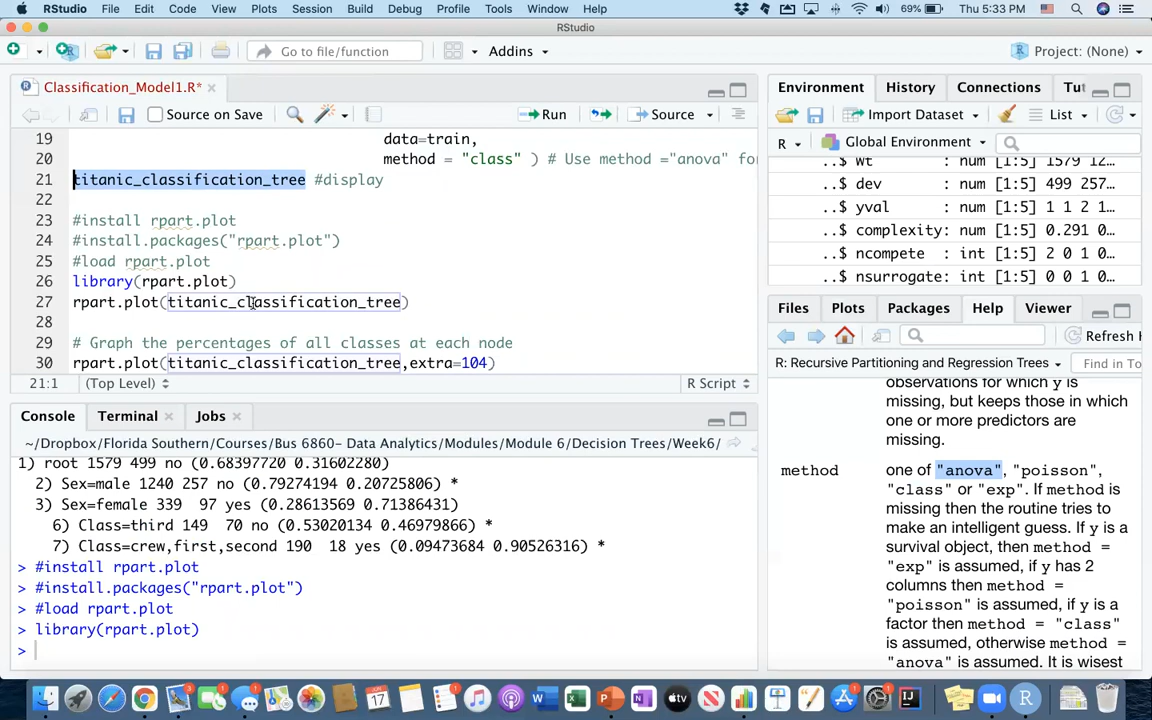 RStudio File Edit Code View Plots Session Build Debug Profile Tools Window Help 69% Thu 5:33 PM
RStudio
Go to file/function Addins Project: (None)
Classification_Model1.R*
Source on Save Run Source
19 data=train,
20 method = "class" ) # Use method ="anova" fo
21 titanic_classification_tree #display
22
23 #install rpart.plot
24 #install.packages("rpart.plot")
25 #load rpart.plot
26 library(rpart.plot)
27 rpart.plot(titanic_classification_tree)
28
29 # Graph the percentages of all classes at each node
30 rpart.plot(titanic_classification_tree,extra=104)
21:1 (Top Level) R Script
Console Terminal Jobs
~/Dropbox/Florida Southern/Courses/Bus 6860- Data Analytics/Modules/Module 6/Decision Trees/Week6/
1) root 1579 499 no (0.68397720 0.31602280)
2) Sex=male 1240 257 no (0.79274194 0.20725806) *
3) Sex=female 339 97 yes (0.28613569 0.71386431)
6) Class=third 149 70 no (0.53020134 0.46979866) *
7) Class=crew,first,second 190 18 yes (0.09473684 0.90526316) *
> #install rpart.plot
> #install.packages("rpart.plot")
> #load rpart.plot
> library(rpart.plot)
>
Environment History Connections Tut
Import Dataset List
R Global Environment
..$ wt : num [1:5] 1579 12
..$ dev : num [1:5] 499 257
..$ yval : num [1:5] 1 1 2 1
..$ complexity: num [1:5] 0.291 0
..$ ncompete : int [1:5] 2 0 1 0
..$ nsurrogate: int [1:5] 0 0 1 0
Files Plots Packages Help Viewer
Refresh H
R: Recursive Partitioning and Regression Trees Find in To
observations for which y is
missing, but keeps those in which
one or more predictors are
missing.
method one of "anova", "poisson",
"class" or "exp". If method is
missing then the routine tries to
make an intelligent guess. If y is a
survival object, then method =
"exp" is assumed, if y has 2
columns then method =
"poisson" is assumed, if y is a
factor then method = "class"
is assumed, otherwise method =
"anova" is assumed. It is wisest